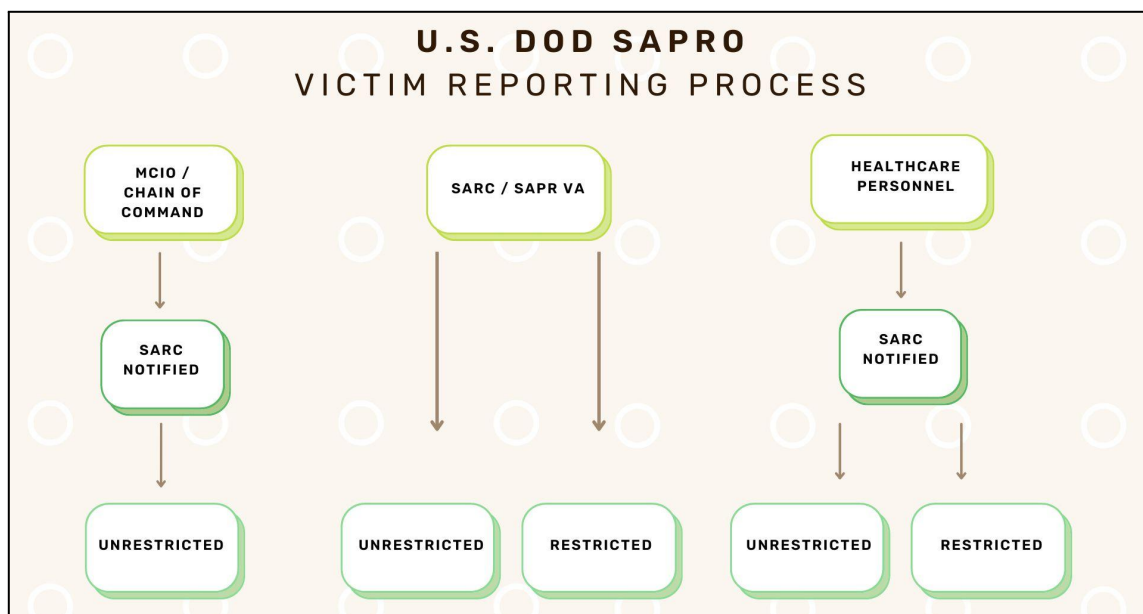 U.S. DOD SAPRO
VICTIM REPORTING PROCESS
MCIO /
CHAIN OF
COMMAND
SARC / SAPR VA
HEALTHCARE
PERSONNEL
SARC
NOTIFIED
SARC
NOTIFIED
UNRESTRICTED
UNRESTRICTED
RESTRICTED
UNRESTRICTED
RESTRICTED